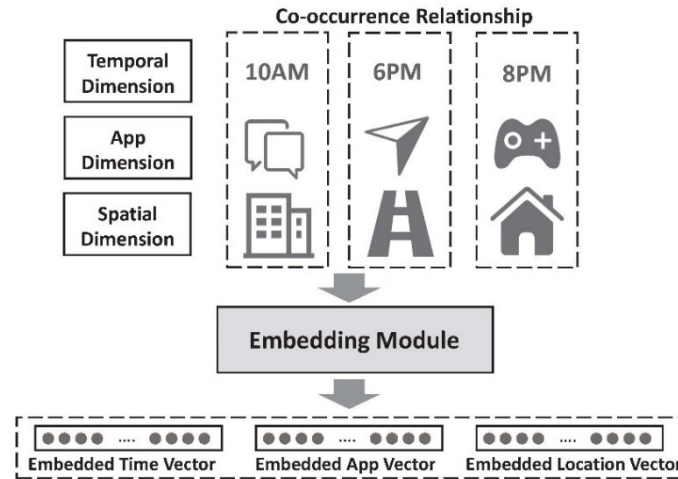 Co-occurrence Relationship
Temporal
Dimension
10AM
6PM
8PM
App
Dimension
Spatial
Dimension
Embedding Module
.... .... ....
Embedded Time Vector
Embedded App Vector
Embedded Location Vector